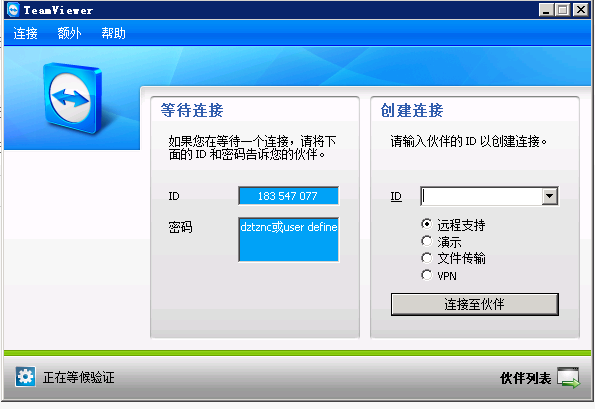 TeamViewer
连接 额外 帮助
等待连接
如果您在等待一个连接，请将下
面的 ID 和密码告诉您的伙伴。
ID
183 547 077
密码
dztznc或user define
创建连接
请输入伙伴的 ID 以创建连接。
ID
远程支持
演示
文件传输
VPN
连接至伙伴
正在等候验证
伙伴列表